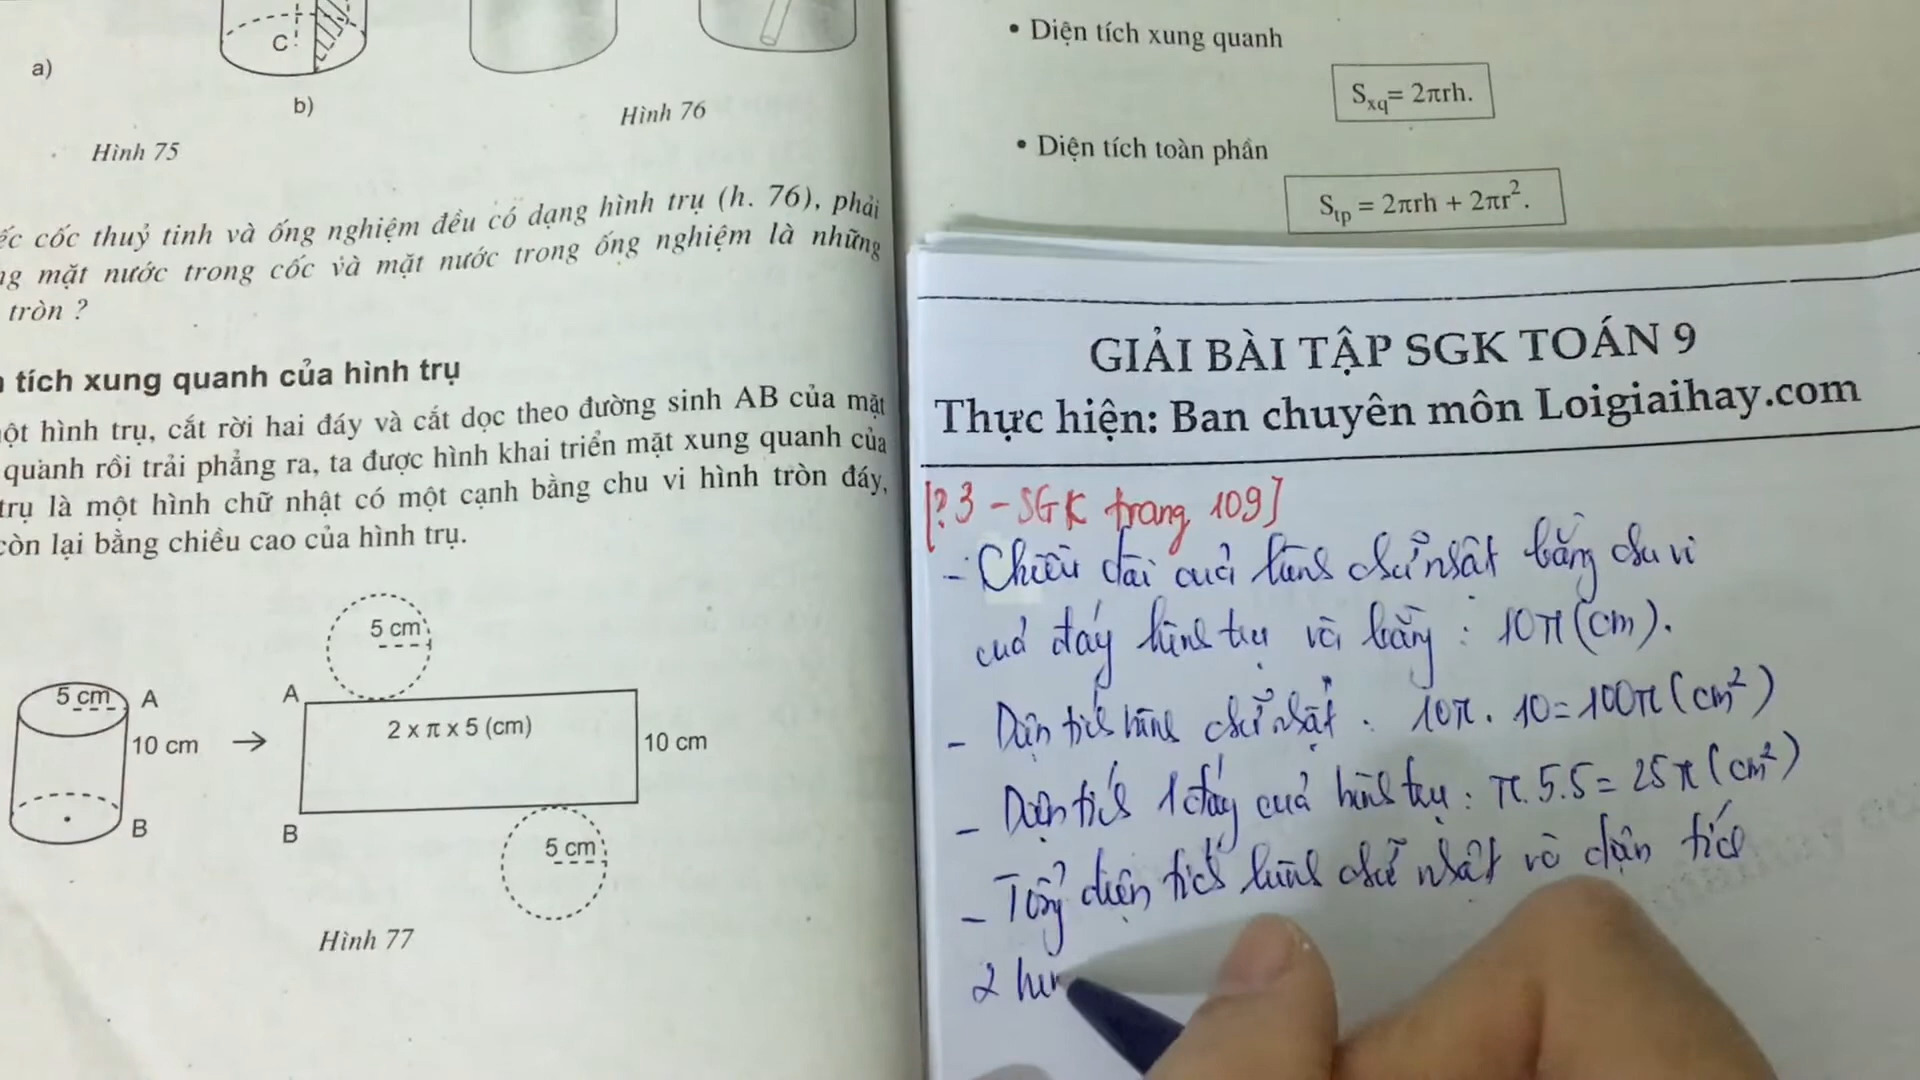 C
a)
b)
Hình 75
Hình 76
ếc cốc thuỷ tinh và ống nghiệm đều có dạng hình trụ (h. 76), phải
ng mặt nước trong cốc và mặt nước trong ống nghiệm là những
tròn ?
tích xung quanh của hình trụ
ột hình trụ, cắt rời hai đáy và cắt dọc theo đường sinh AB của mặt
quanh rồi trải phẳng ra, ta được hình khai triển mặt xung quanh của
trụ là một hình chữ nhật có một cạnh bằng chu vi hình tròn đáy,
còn lại bằng chiều cao của hình trụ.
5 cm
5 cm A
10 cm
B
A
2 x π x 5 (cm)
10 cm
B
5 cm
Hình 77
• Diện tích xung quanh
Sxq= 2πrh.
• Diện tích toàn phần
Stp = 2πrh + 2πr².
GIẢI BÀI TẬP SGK TOÁN 9
Thực hiện: Ban chuyên môn Loigiaihay.com
[?3 - SGK trang 109]
- Chiều dài của hình chữ nhật bằng chu vi
của đáy hình trụ và bằng : 10π (cm).
- Diện tích hình chữ nhật : 10π . 10 = 100π (cm²)
- Diện tích 1 đáy của hình trụ : π.5.5 = 25π (cm²)
- Tổng diện tích hình chữ nhật và diện tích
2 hìn